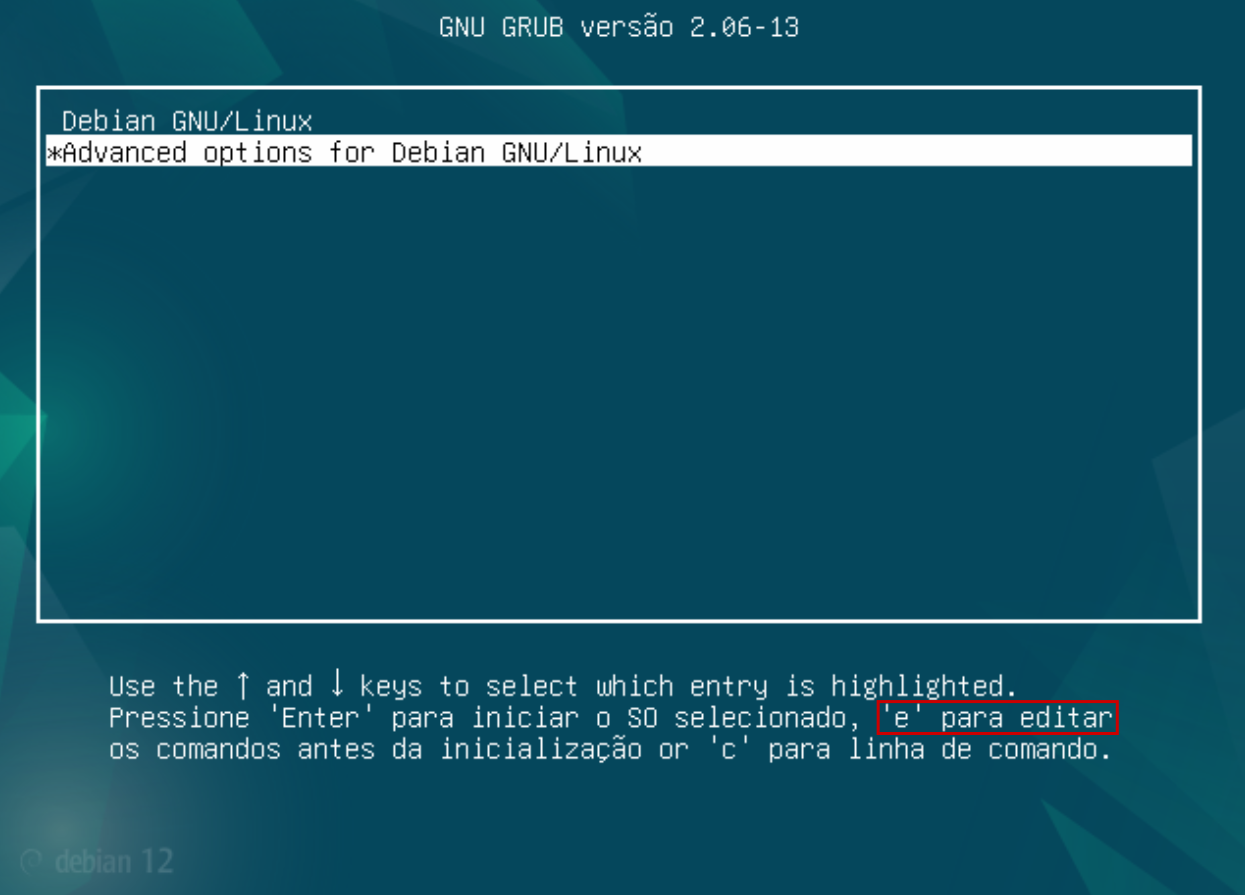 GNU GRUB versão 2.06-13
Debian GNU/Linux
*Advanced options for Debian GNU/Linux
Use the ↑ and ↓ keys to select which entry is highlighted.
Pressione 'Enter' para iniciar o SO selecionado, 'e' para editar
os comandos antes da inicialização or 'c' para linha de comando.
debian 12